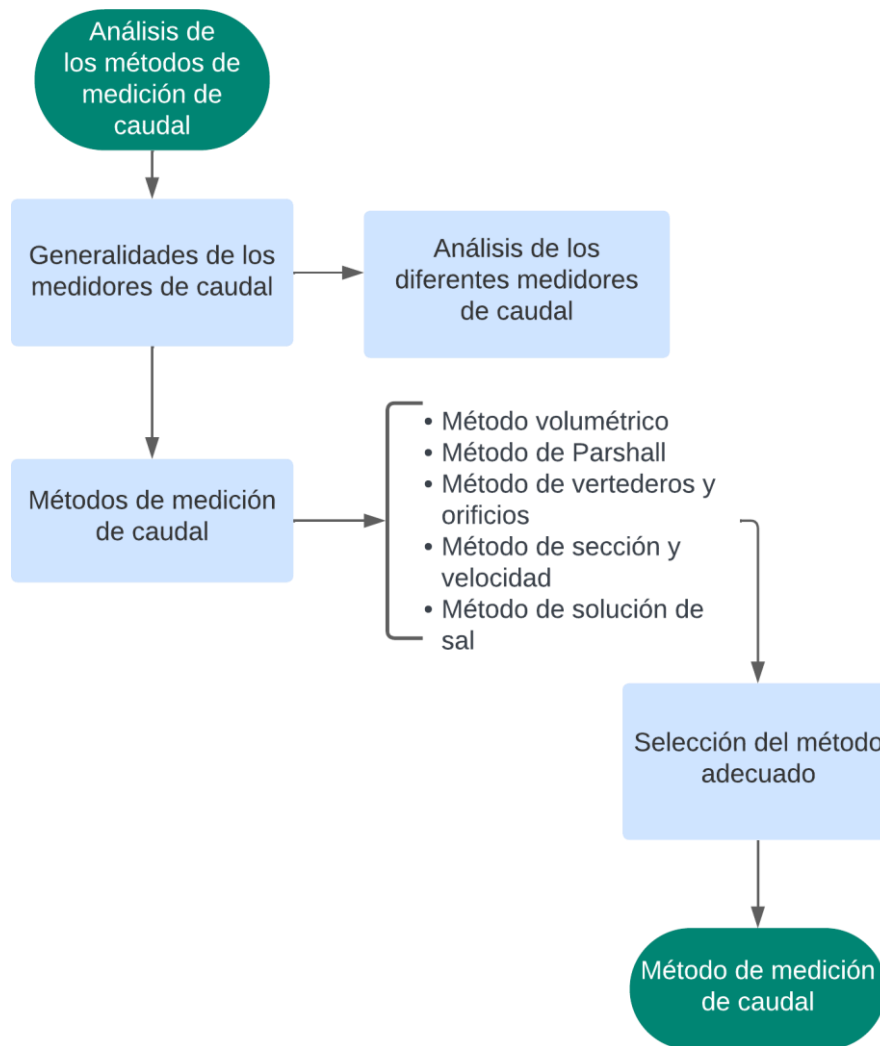 Análisis de
los métodos de
medición de
caudal
Generalidades de los
medidores de caudal
Análisis de los
diferentes medidores
de caudal
Métodos de medición
de caudal
• Método volumétrico
• Método de Parshall
• Método de vertederos y
orificios
• Método de sección y
velocidad
• Método de solución de
sal
Selección del método
adecuado
Método de medición
de caudal